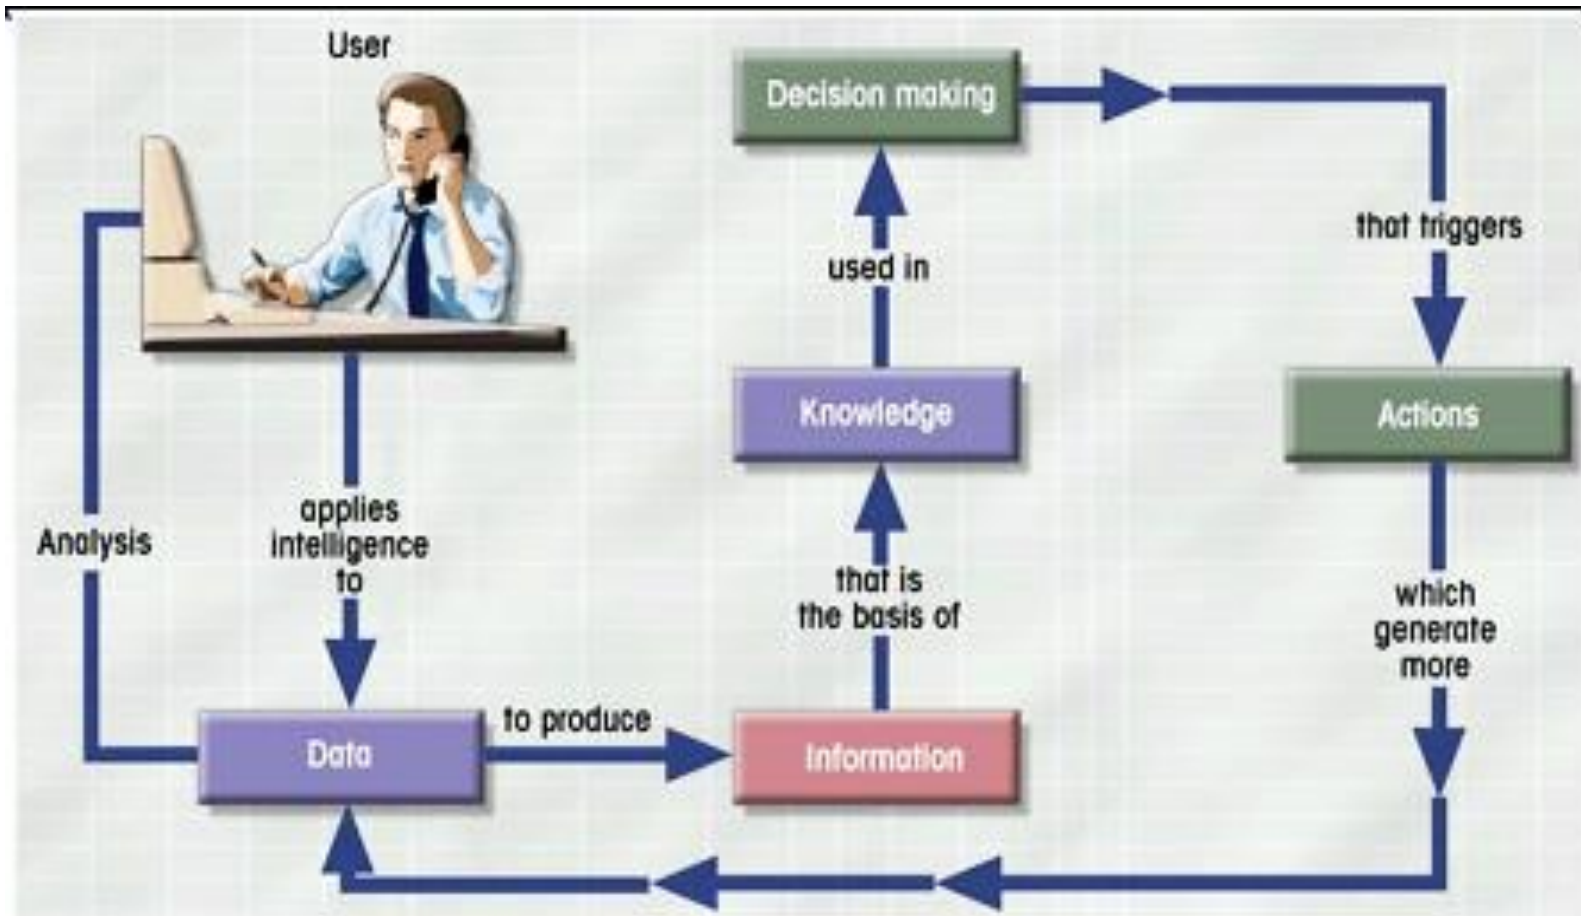 User
Decision making
that triggers
used in
Knowledge
Actions
Analysis
applies
intelligence
to
that is
the basis of
which
generate
more
Data
to produce
Information